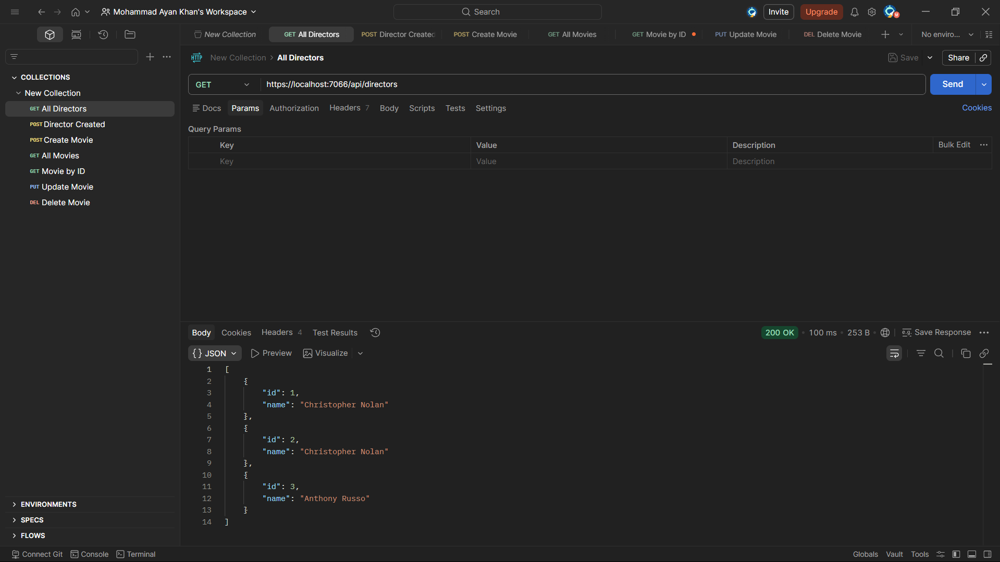 Mohammad Ayan Khan's Workspace
Search
Invite
Upgrade
M
New Collection
GET All Directors
POST Director Created
POST Create Movie
GET All Movies
GET Movie by ID
PUT Update Movie
DEL Delete Movie
No enviro...
COLLECTIONS
New Collection
GET All Directors
POST Director Created
POST Create Movie
GET All Movies
GET Movie by ID
PUT Update Movie
DEL Delete Movie
ENVIRONMENTS
SPECS
FLOWS
HTTP New Collection > All Directors
Save
Share
GET https://localhost:7066/api/directors
Send
Docs Params Authorization Headers 7 Body Scripts Tests Settings
Cookies
Query Params
Key Value Description Bulk Edit
Key Value Description
Body Cookies Headers 4 Test Results
200 OK • 100 ms • 253 B • e.g. Save Response
{} JSON Preview Visualize
1 [
2 {
3 "id": 1,
4 "name": "Christopher Nolan"
5 },
6 {
7 "id": 2,
8 "name": "Christopher Nolan"
9 },
10 {
11 "id": 3,
12 "name": "Anthony Russo"
13 }
14 ]
Connect Git Console Terminal
Globals Vault Tools